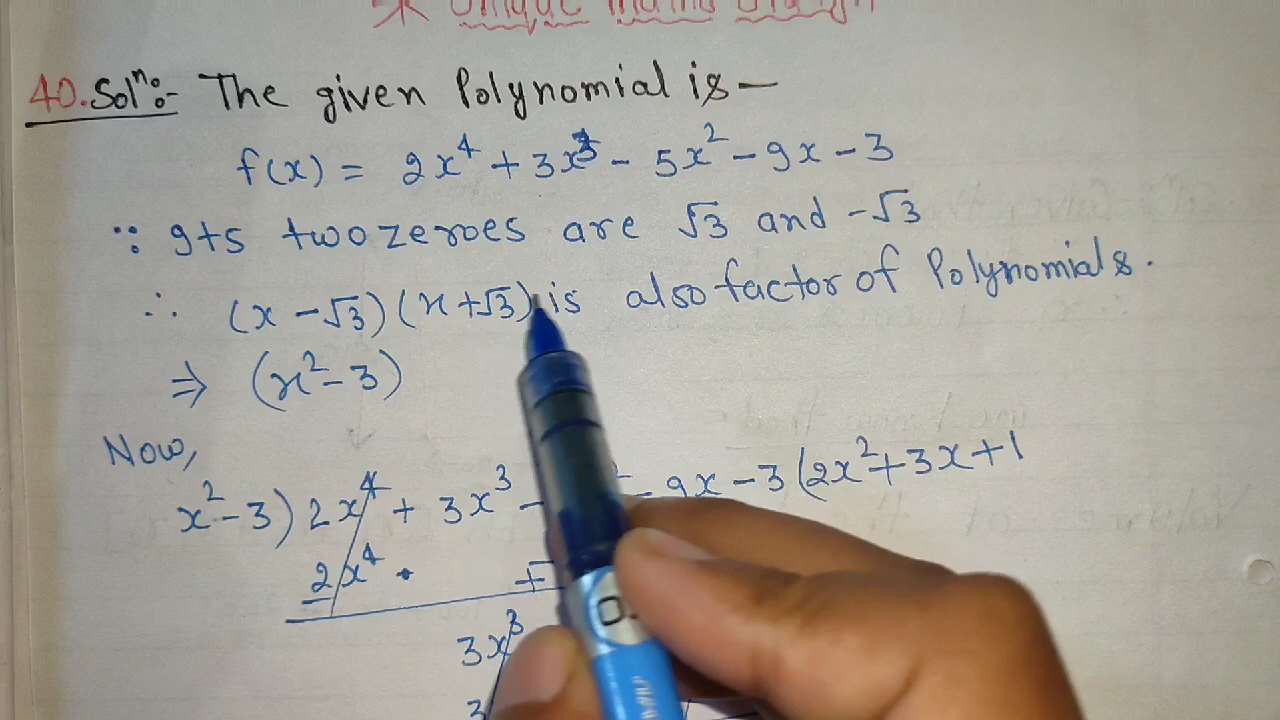 40. Solⁿ:- The given Polynomial is —
f(x) = 2x⁴ + 3x³ - 5x² - 9x - 3
∵ Its two zeroes are √3 and -√3
∴ (x - √3)(x + √3) is also factor of Polynomials.
⇒ (x² - 3)
Now,
x² - 3) 2x⁴ + 3x³ - ² - 9x - 3 (2x² + 3x + 1
2x⁴
3x³
3